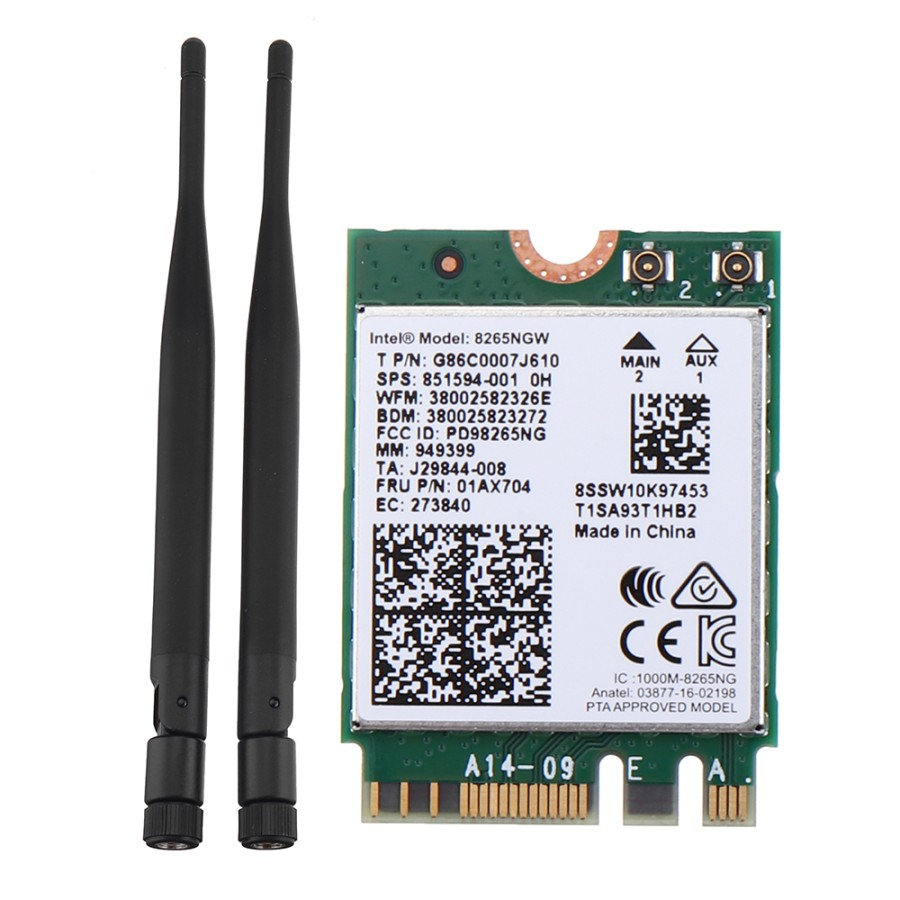 2
1
Intel® Model: 8265NGW
T P/N: G86C0007J610
SPS: 851594-001 0H
WFM: 38002582326E
BDM: 380025823272
FCC ID: PD98265NG
MM: 949399
TA: J29844-008
FRU P/N: 01AX704
EC: 273840
MAIN
2
AUX
1
8SSW10K97453
T1SA93T1HB2
Made in China
CE
IC :1000M-8265NG
Anatel: 03877-16-02198
PTA APPROVED MODEL
A14-09
E
A